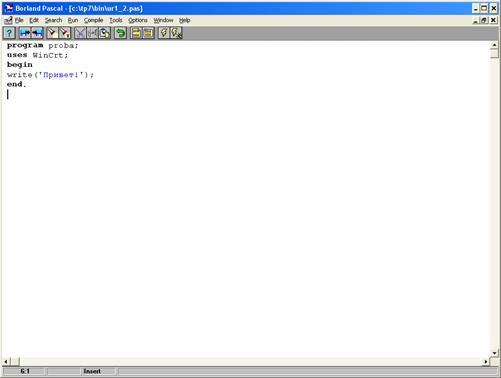 Borland Pascal - [c:\tp7\bin\ur1_2.pas]
File Edit Search Run Compile Tools Options Window Help
program proba;
uses WinCrt;
begin
write('Привет!');
end.
6:1 Insert